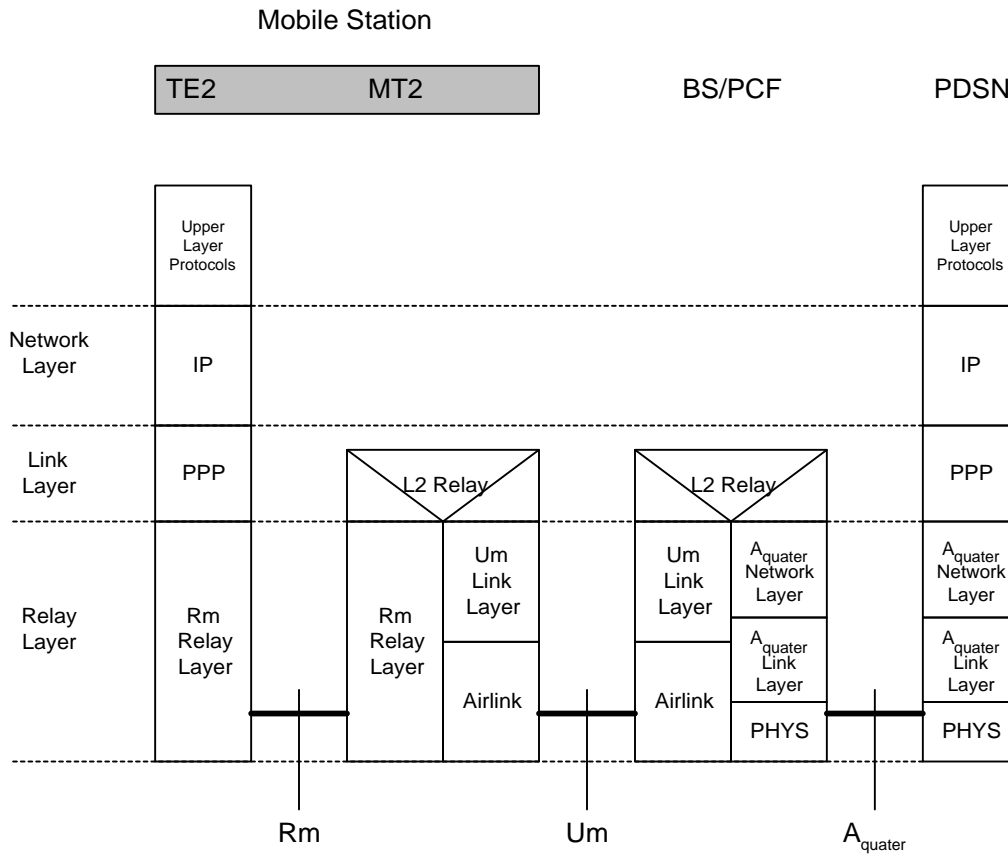 Mobile Station
TE2 MT2 BS/PCF PDSN
Upper
Layer
Protocols
Upper
Layer
Protocols
Network
Layer
IP
IP
Link
Layer
PPP
L2 Relay
L2 Relay
PPP
Relay
Layer
Rm
Relay
Layer
Rm
Relay
Layer
Um
Link
Layer
Airlink
Um
Link
Layer
Airlink
Aquater
Network
Layer
Aquater
Link
Layer
PHYS
Aquater
Network
Layer
Aquater
Link
Layer
PHYS
Rm Um Aquater